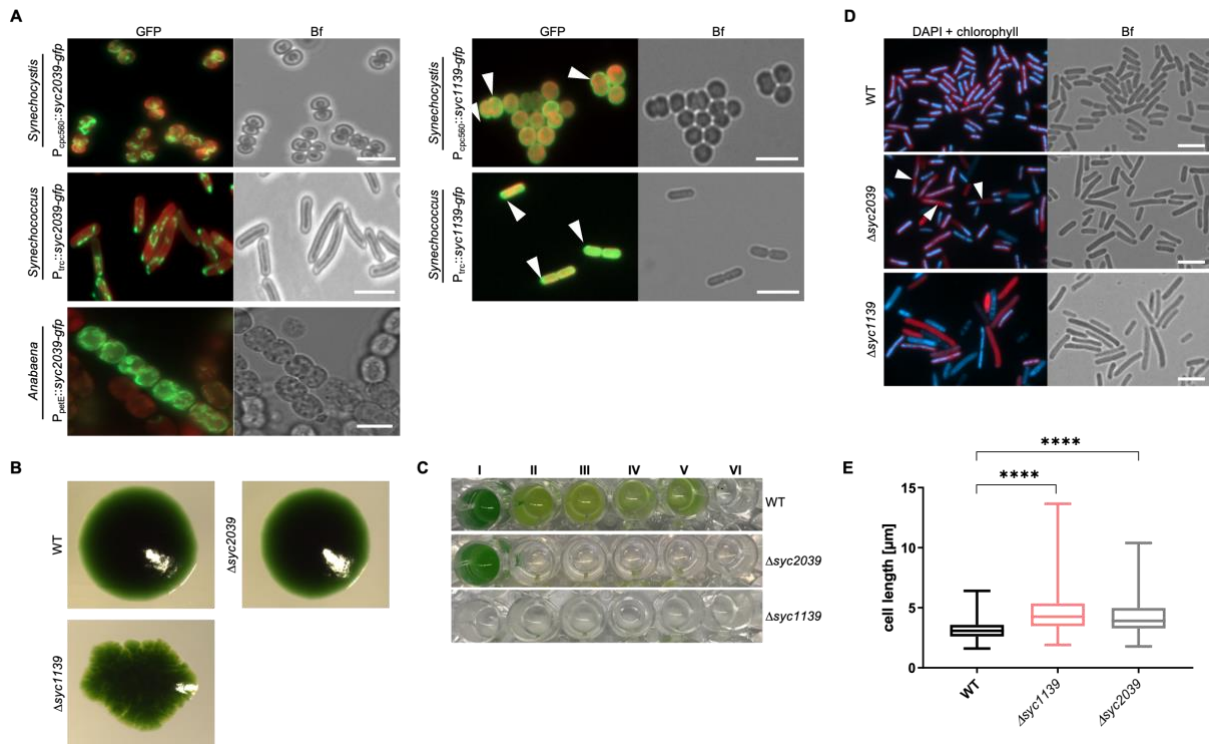 A
GFP
Bf
Synechocystis
Pcpc560::syc2039-gfp
Synechococcus
Ptrc::syc2039-gfp
Anabaena
PpetE::syc2039-gfp
GFP
Bf
Synechocystis
Pcpc560::syc1139-gfp
Synechococcus
Ptrc::syc1139-gfp
D
DAPI + chlorophyll
Bf
WT
Δsyc2039
Δsyc1139
B
WT
Δsyc2039
Δsyc1139
C
I II III IV V VI
WT
Δsyc2039
Δsyc1139
E
****
****
cell length [µm]
15
10
5
0
WT
Δsyc1139
Δsyc2039